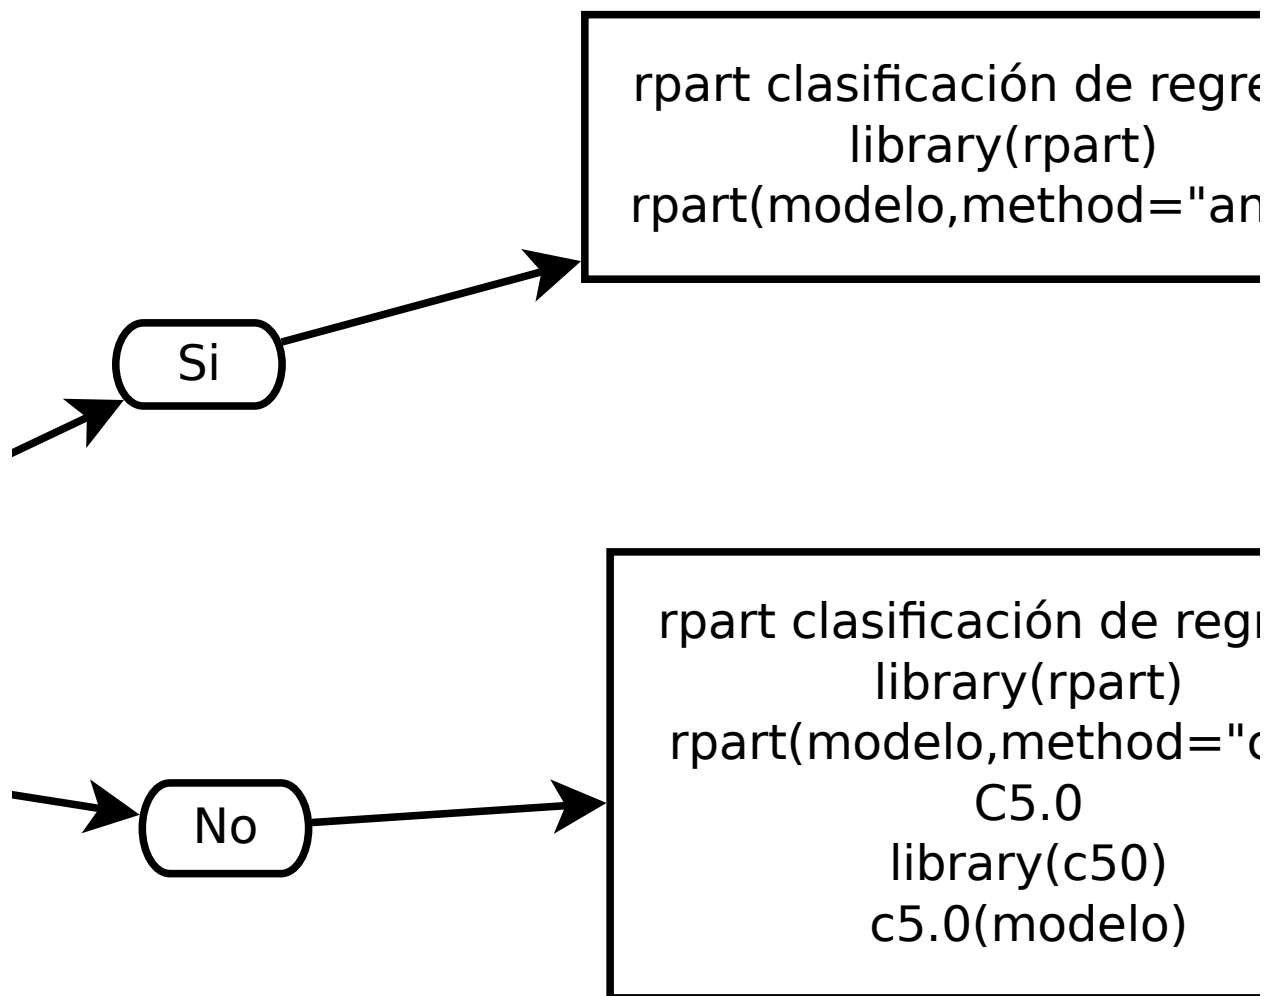 rpart clasificación de regre
library(rpart)
rpart(modelo,method="an
Si
rpart clasificación de regr
library(rpart)
rpart(modelo,method="c
No
C5.0
library(c50)
c5.0(modelo)